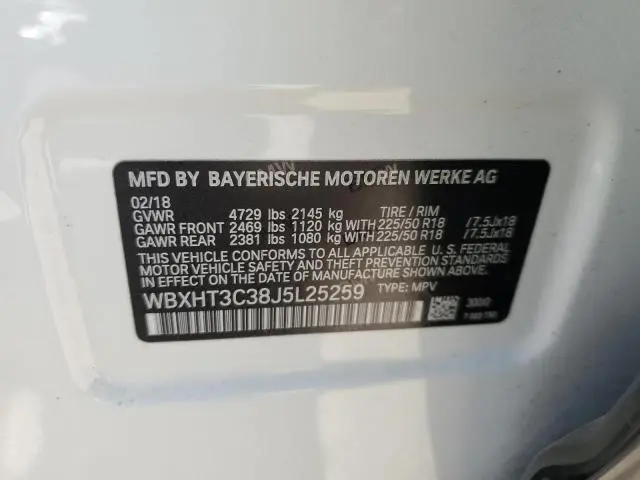 MFD BY BAYERISCHE MOTOREN WERKE AG
02/18
GVWR 4729 lbs 2145 kg TIRE / RIM
GAWR FRONT 2469 lbs 1120 kg WITH 225/50 R18 /7.5Jx18
GAWR REAR 2381 lbs 1080 kg WITH 225/50 R18 /7.5Jx18
THIS VEHICLE CONFORMS TO ALL APPLICABLE U.S. FEDERAL
MOTOR VEHICLE SAFETY, BUMPER, AND THEFT
PREVENTION STANDARDS IN EFFECT ON THE DATE OF
MANUFACTURE SHOWN ABOVE.
WBXHT3C38J5L25259 TYPE: MPV